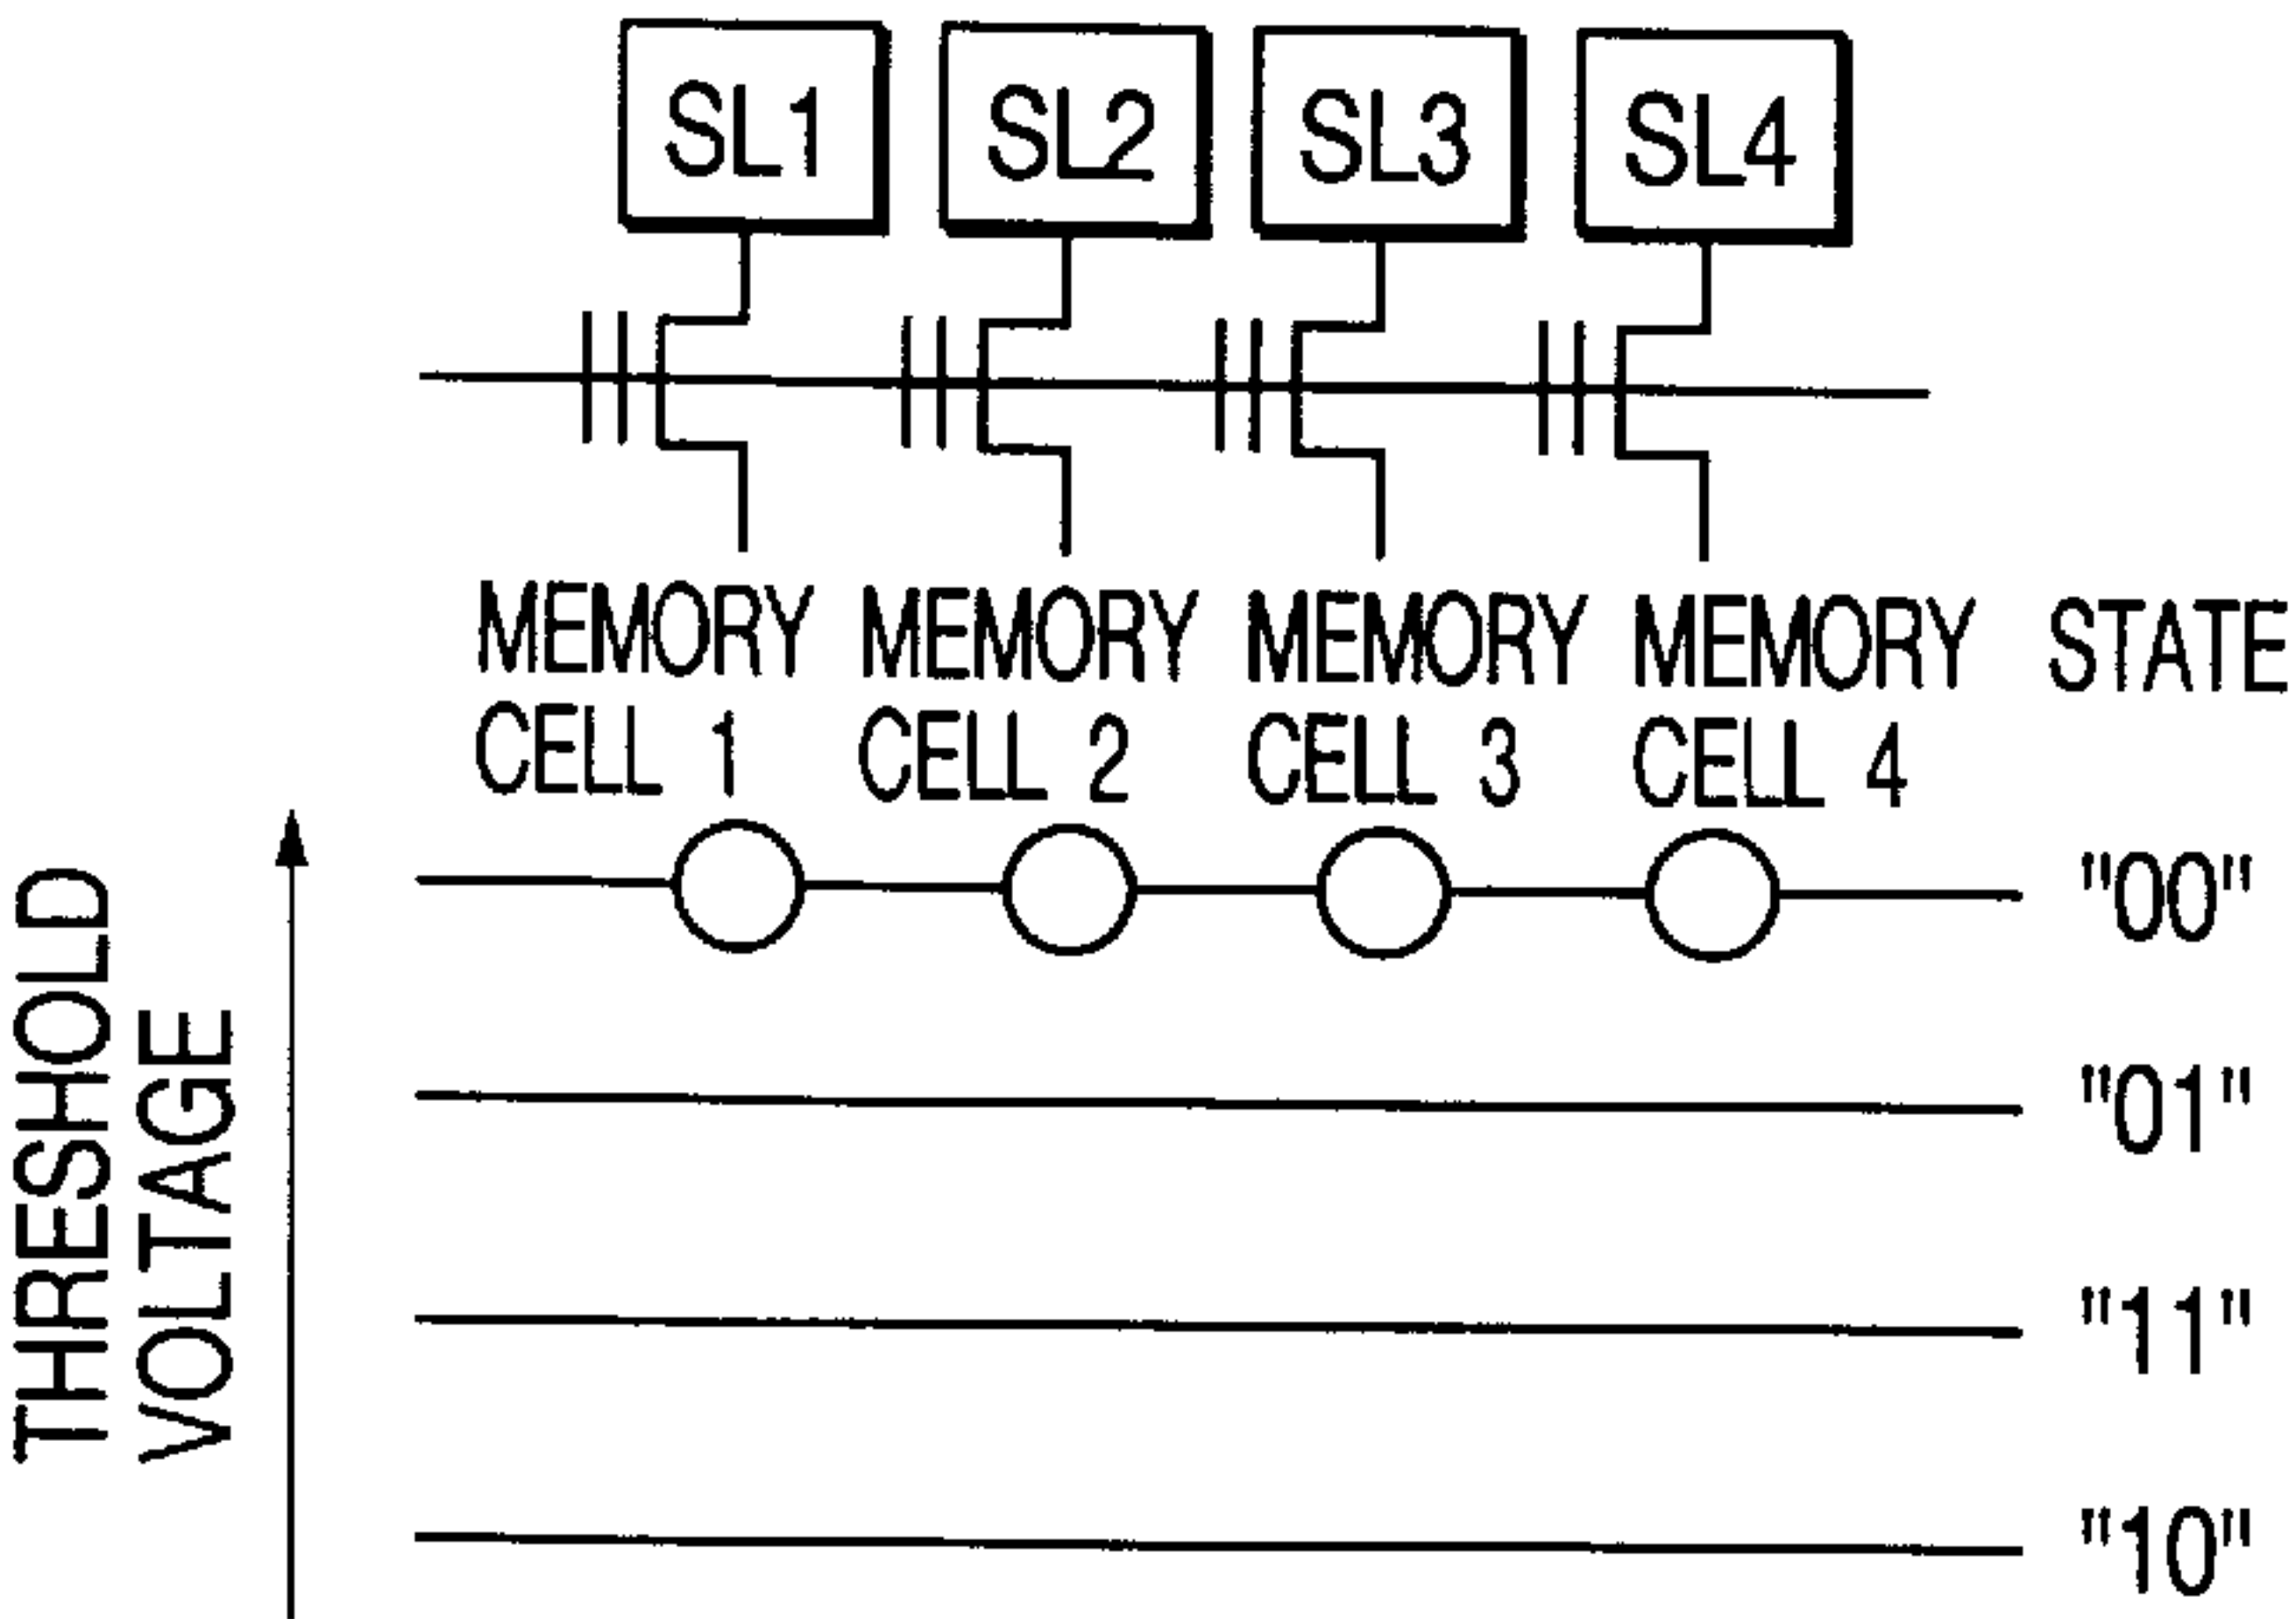 SL1 SL2 SL3 SL4
MEMORY MEMORY MEMORY MEMORY STATE
CELL 1 CELL 2 CELL 3 CELL 4
THRESHOLD
VOLTAGE
"00"
"01"
"11"
"10"